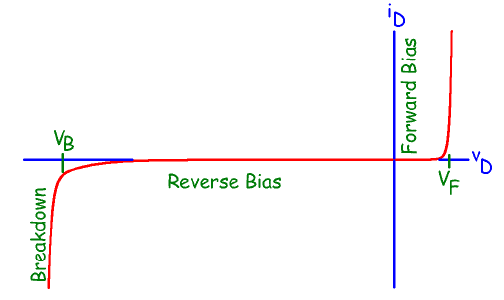 iD
Forward Bias
VB
vD
Reverse Bias
VF
Breakdown